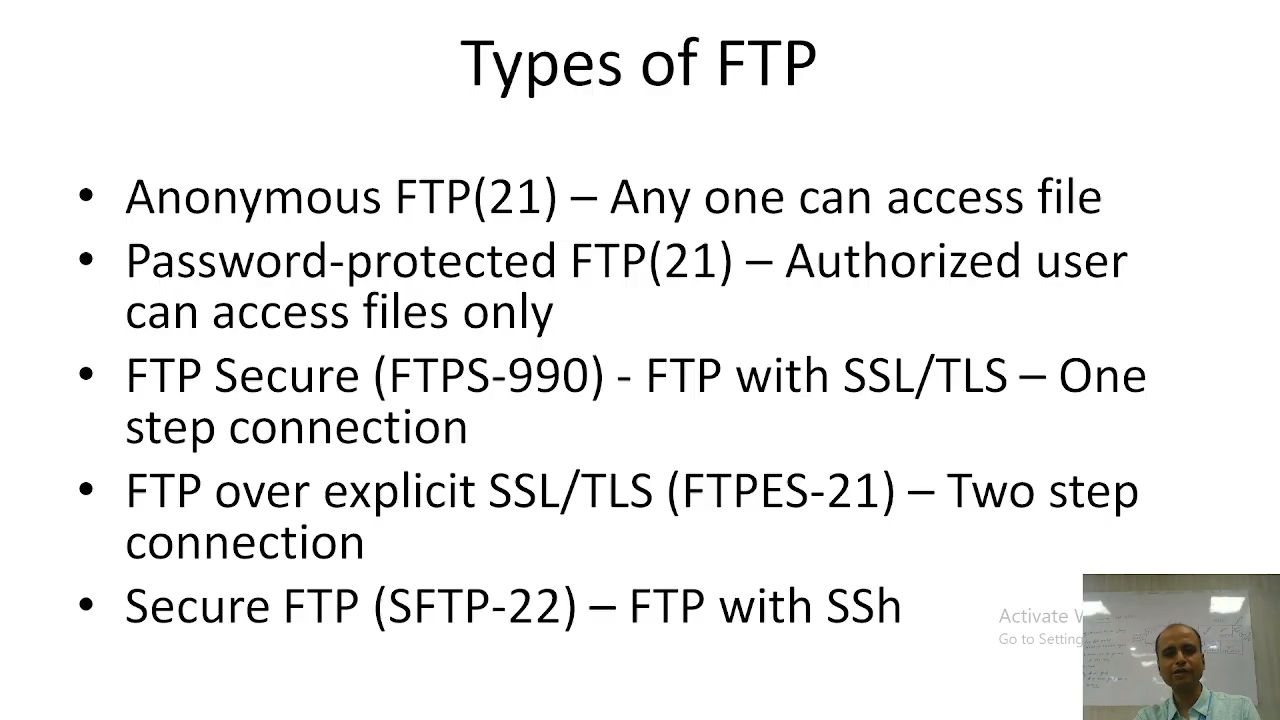 Types of FTP
• Anonymous FTP(21) – Any one can access file
• Password-protected FTP(21) – Authorized user
can access files only
• FTP Secure (FTPS-990) - FTP with SSL/TLS – One
step connection
• FTP over explicit SSL/TLS (FTPES-21) – Two step
connection
• Secure FTP (SFTP-22) – FTP with SSh
Activate
Go to Setting